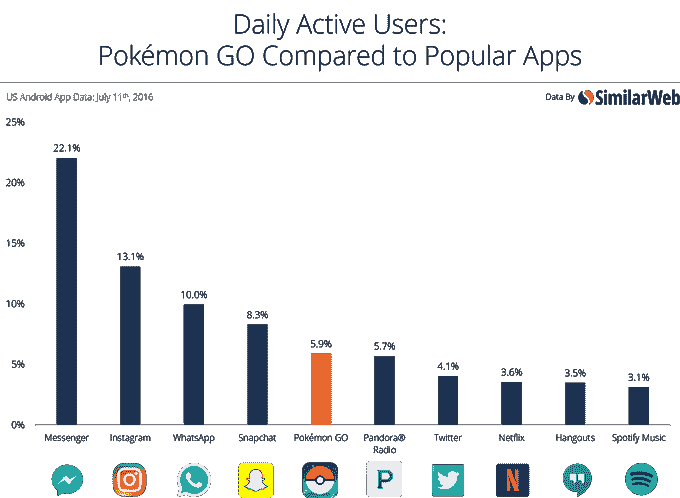 Daily Active Users:
Pokémon GO Compared to Popular Apps
US Android App Data: July 11th, 2016
Data By SimilarWeb
25%
20%
15%
10%
5%
0%
22.1%
13.1%
10.0%
8.3%
5.9%
5.7%
4.1%
3.6%
3.5%
3.1%
Messenger
Instagram
WhatsApp
Snapchat
Pokémon GO
Pandora®
Radio
Twitter
Netflix
Hangouts
Spotify Music
P
N